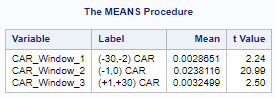 The MEANS Procedure
Variable Label Mean t Value
CAR_Window_1 (-30,-2) CAR 0.0028651 2.24
CAR_Window_2 (-1,0) CAR 0.0238116 20.99
CAR_Window_3 (+1,+30) CAR 0.0032499 2.50